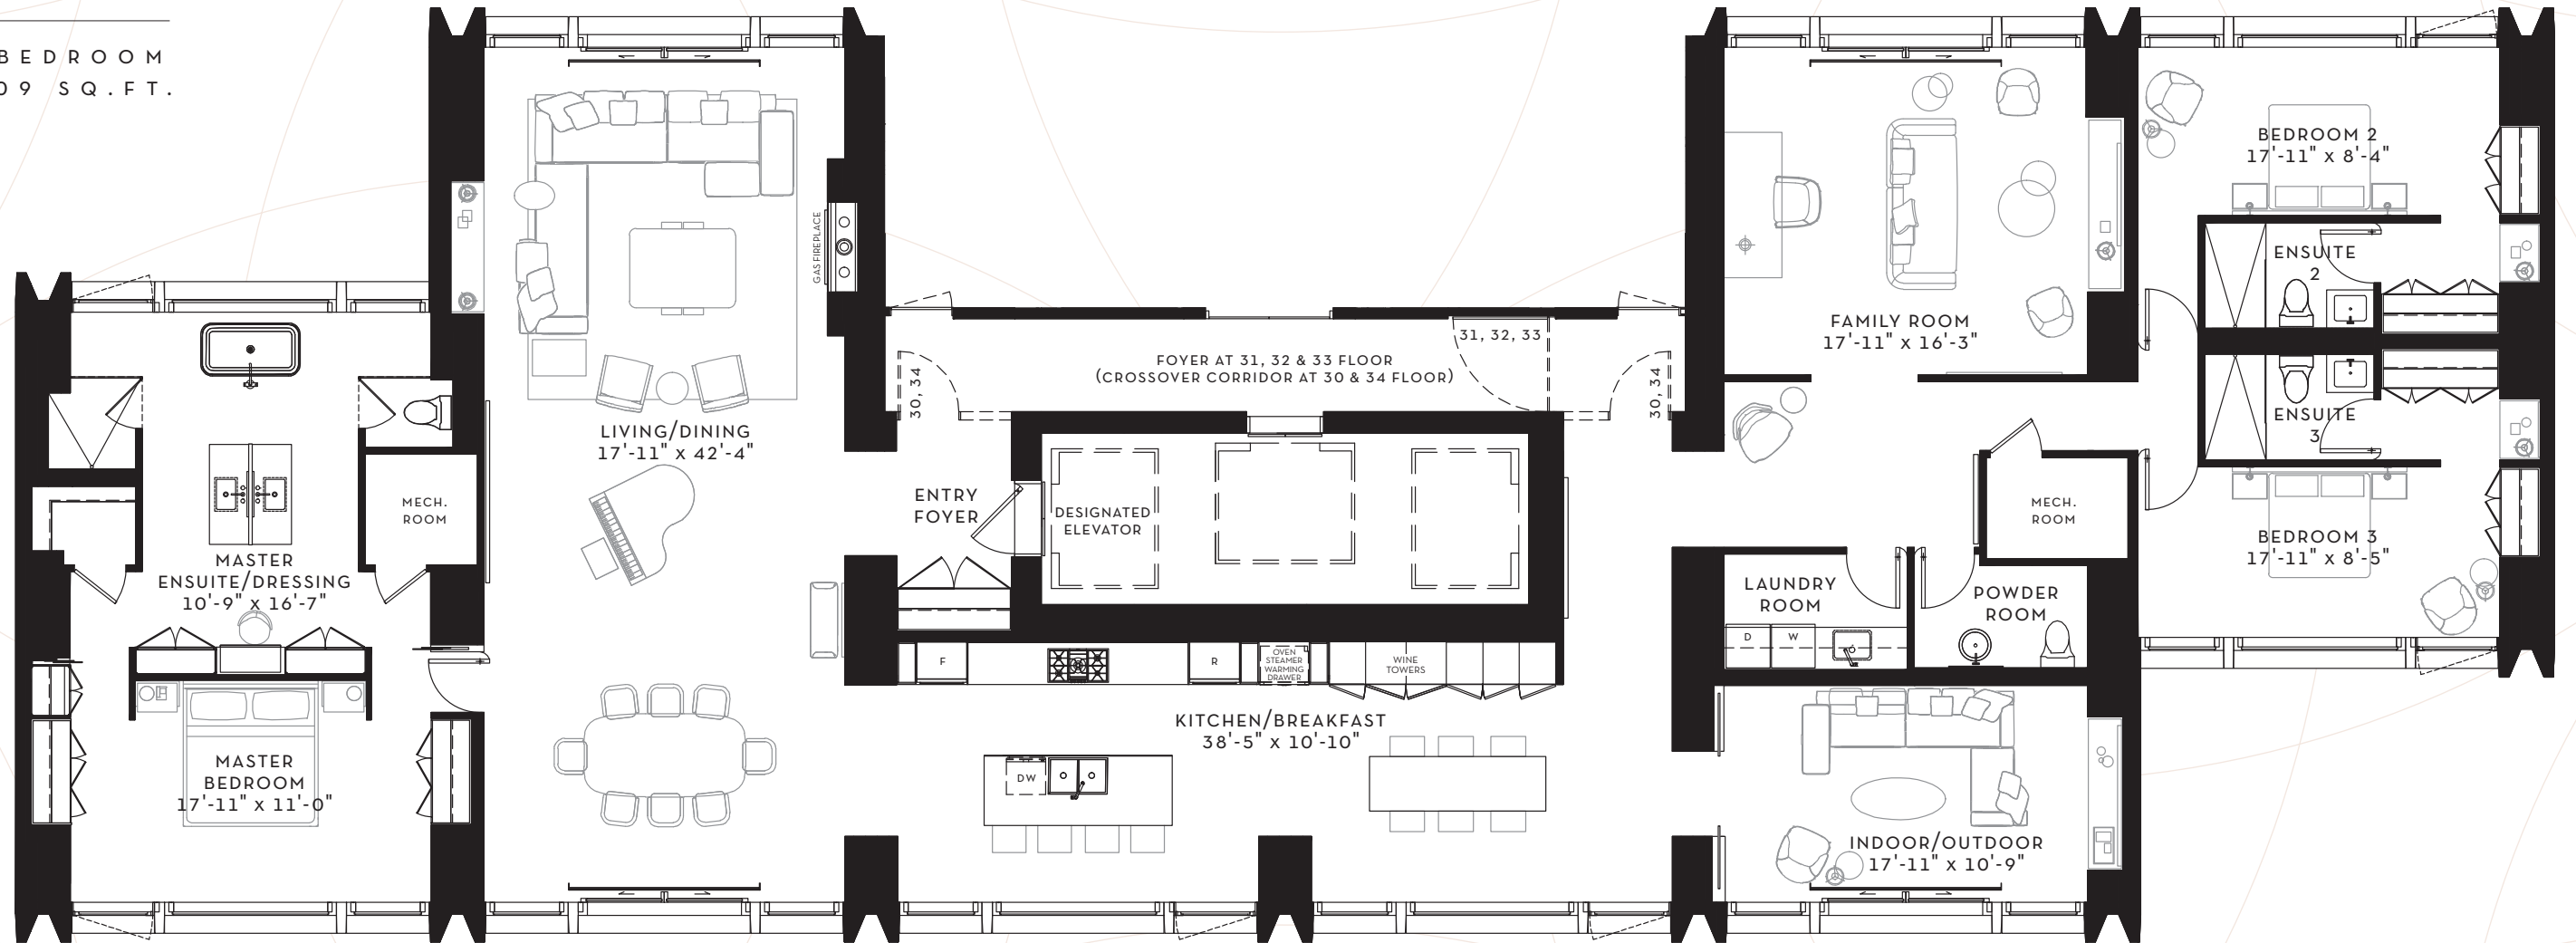 BEDROOM
09 SQ.FT.
LIVING/DINING
17'-11" x 42'-4"
GAS FIREPLACE
MASTER
ENSUITE/DRESSING
10'-9" x 16'-7"
MECH.
ROOM
MASTER
BEDROOM
17'-11" x 11'-0"
FOYER AT 31, 32 & 33 FLOOR
(CROSSOVER CORRIDOR AT 30 & 34 FLOOR)
30, 34
31, 32, 33
30, 34
ENTRY
FOYER
DESIGNATED
ELEVATOR
F
R
OVEN
STEAMER
WARMING
DRAWER
WINE
TOWERS
KITCHEN/BREAKFAST
38'-5" x 10'-10"
DW
FAMILY ROOM
17'-11" x 16'-3"
BEDROOM 2
17'-11" x 8'-4"
ENSUITE
2
ENSUITE
3
MECH.
ROOM
BEDROOM 3
17'-11" x 8'-5"
LAUNDRY
ROOM
D
W
POWDER
ROOM
INDOOR/OUTDOOR
17'-11" x 10'-9"